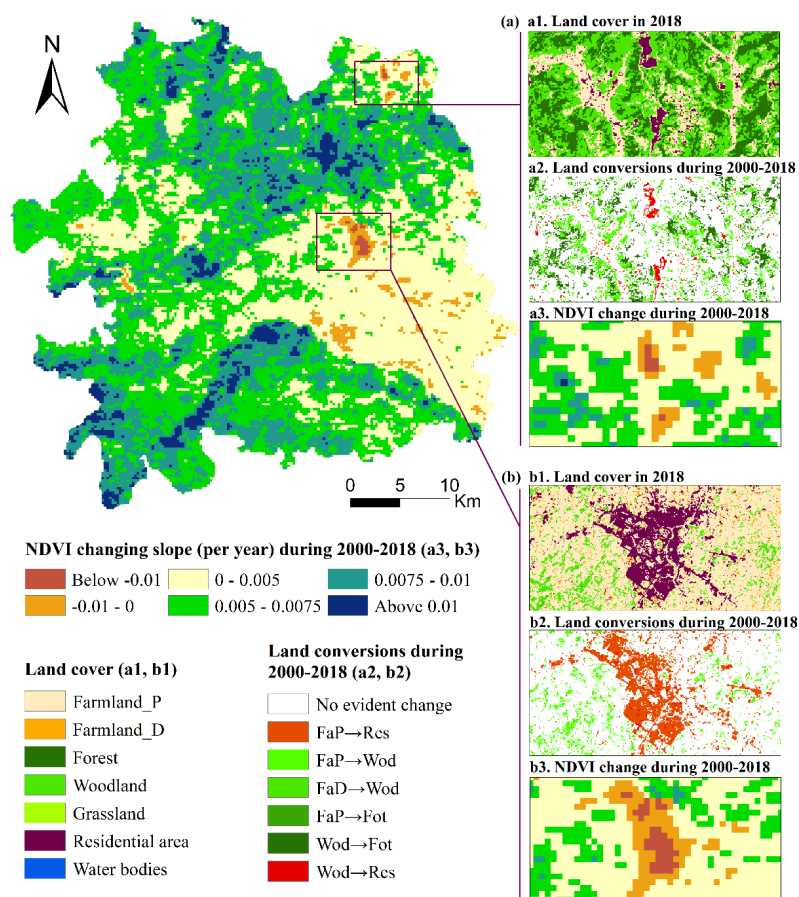 N
(a) a1. Land cover in 2018
a2. Land conversions during 2000-2018
a3. NDVI change during 2000-2018
0 5 10
Km
(b) b1. Land cover in 2018
b2. Land conversions during 2000-2018
b3. NDVI change during 2000-2018
NDVI changing slope (per year) during 2000-2018 (a3, b3)
Below -0.01
0 - 0.005
0.0075 - 0.01
-0.01 - 0
0.005 - 0.0075
Above 0.01
Land cover (a1, b1)
Farmland_P
Farmland_D
Forest
Woodland
Grassland
Residential area
Water bodies
Land conversions during
2000-2018 (a2, b2)
No evident change
FaP→Res
FaP→Wod
FaD→Wod
FaP→Fot
Wod→Fot
Wod→Res